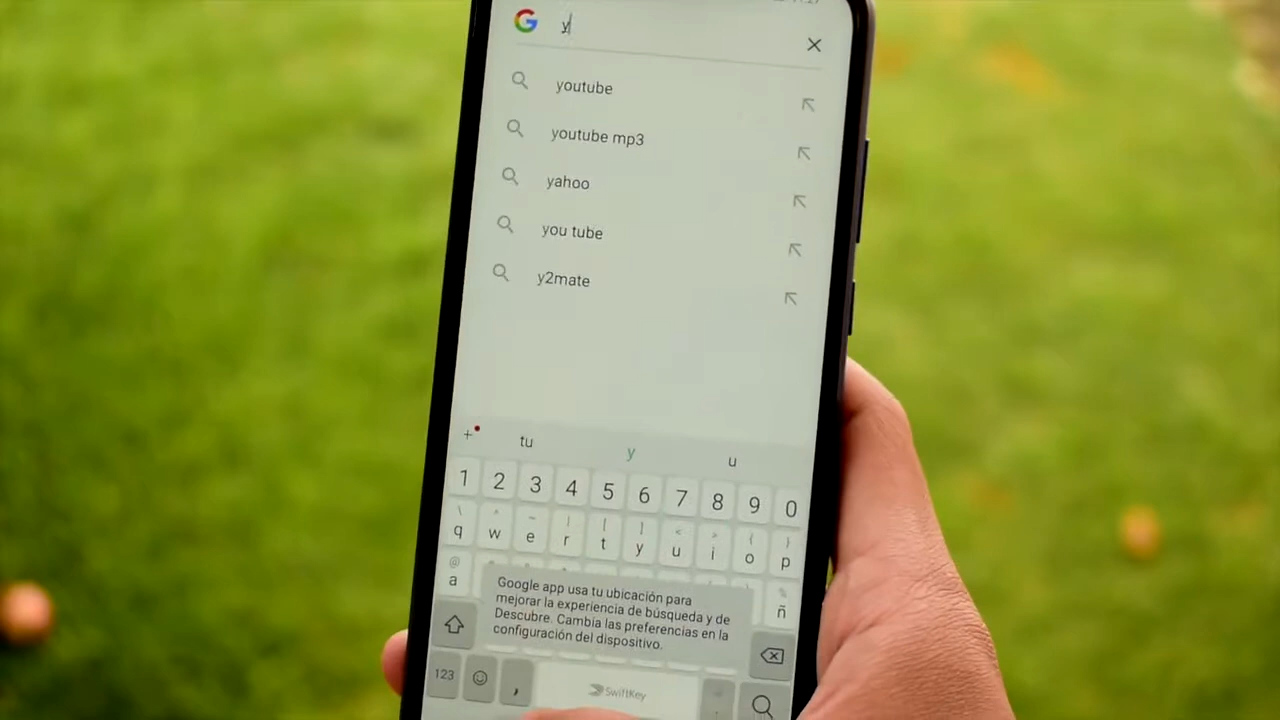 y
youtube
youtube mp3
yahoo
you tube
y2mate
tu y u
1 2 3 4 5 6 7 8 9 0
\ ^ ~ | [ ] < > { }
q w e r t y u i o p
@ %
a ñ
Google app usa tu ubicación para
mejorar la experiencia de búsqueda y de
Descubre. Cambia las preferencias en la
configuración del dispositivo.
123 , SwiftKey